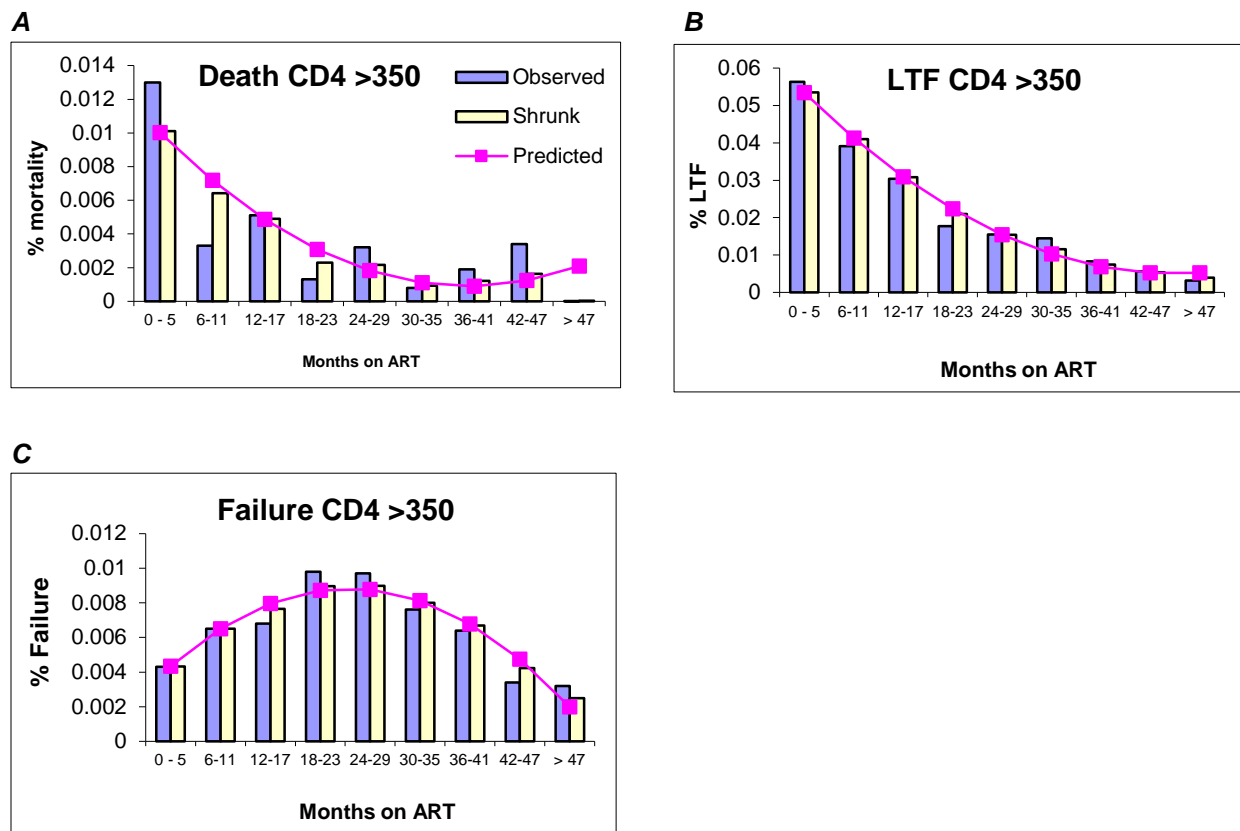 A
Death CD4 >350
Observed
Shrunk
Predicted
% mortality
0.014
0.012
0.01
0.008
0.006
0.004
0.002
0
0 - 5 6-11 12-17 18-23 24-29 30-35 36-41 42-47 > 47
Months on ART
B
LTF CD4 >350
% LTF
0.06
0.05
0.04
0.03
0.02
0.01
0
0 - 5 6-11 12-17 18-23 24-29 30-35 36-41 42-47 > 47
Months on ART
C
Failure CD4 >350
% Failure
0.012
0.01
0.008
0.006
0.004
0.002
0
0 - 5 6-11 12-17 18-23 24-29 30-35 36-41 42-47 > 47
Months on ART